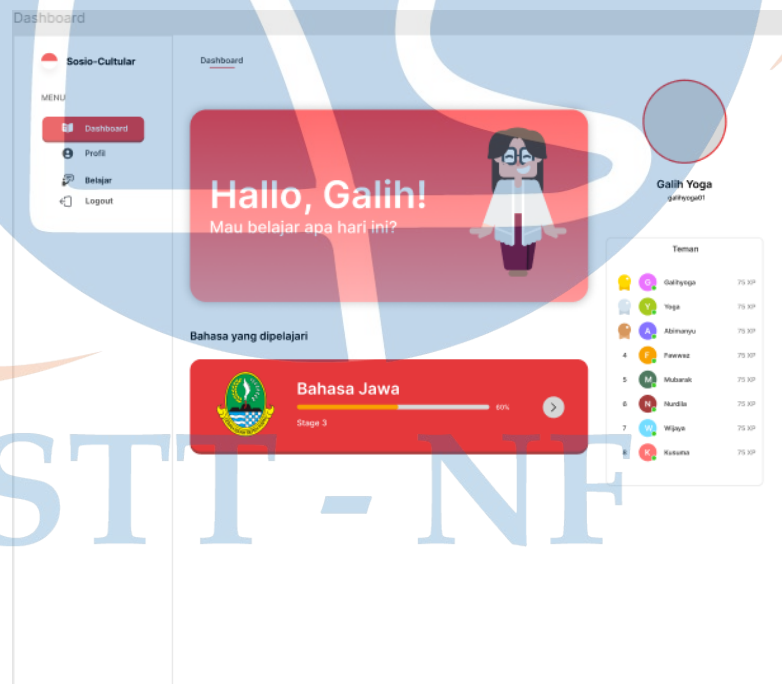 Dashboard
Sosio-Cultular
MENU
Dashboard
Profil
Belajar
Logout
Dashboard
Hallo, Galih!
Mau belajar apa hari ini?
Bahasa yang dipelajari
Bahasa Jawa
60%
Stage 3
Galih Yoga
galihyoga01
Teman
G Galihyoga 75 XP
Y Yoga 75 XP
A Abimanyu 75 XP
4 F Fawwaz 75 XP
5 M Mubarak 75 XP
6 N Nurdila 75 XP
7 W Wijaya 75 XP
8 K Kusuma 75 XP
STT - NF